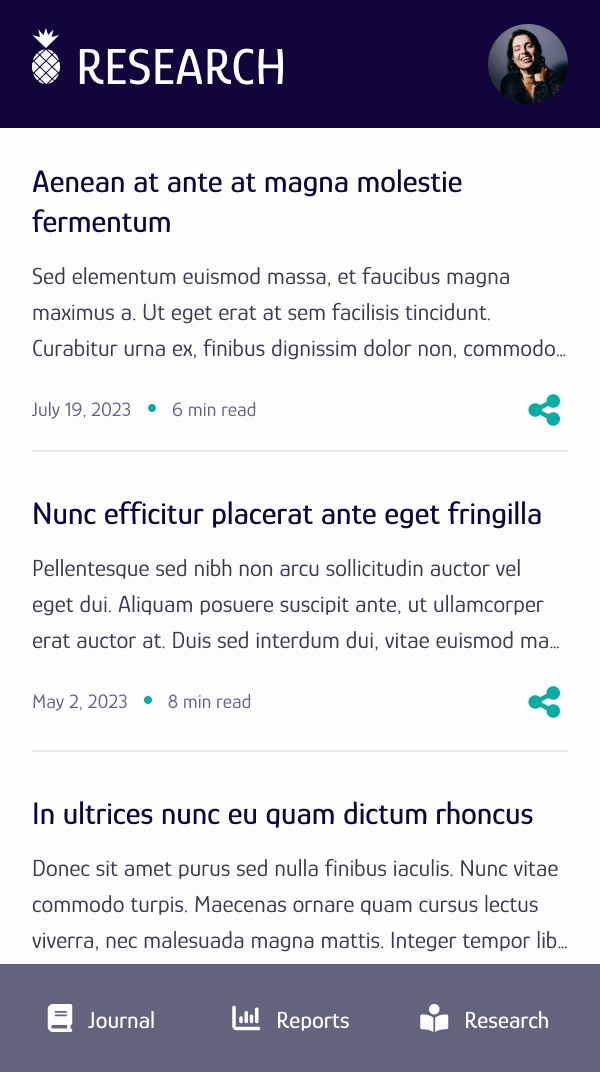 RESEARCH
Aenean at ante at magna molestie
fermentum
Sed elementum euismod massa, et faucibus magna
maximus a. Ut eget erat at sem facilisis tincidunt.
Curabitur urna ex, finibus dignissim dolor non, commodo...
July 19, 2023 • 6 min read
Nunc efficitur placerat ante eget fringilla
Pellentesque sed nibh non arcu sollicitudin auctor vel
eget dui. Aliquam posuere suscipit ante, ut ullamcorper
erat auctor at. Duis sed interdum dui, vitae euismod ma...
May 2, 2023 • 8 min read
In ultrices nunc eu quam dictum rhoncus
Donec sit amet purus sed nulla finibus iaculis. Nunc vitae
commodo turpis. Maecenas ornare quam cursus lectus
viverra, nec malesuada magna mattis. Integer tempor lib...
Journal Reports Research